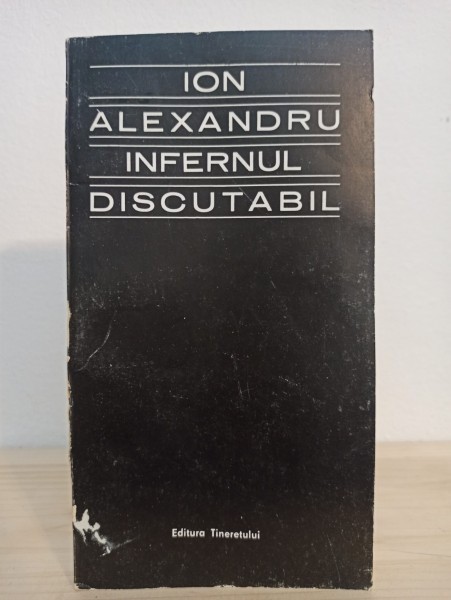 ION
ALEXANDRU
INFERNUL
DISCUTABIL
Editura Tineretului